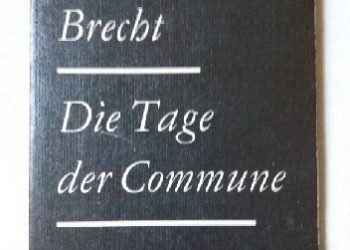 Brecht
Die Tage
der Commune